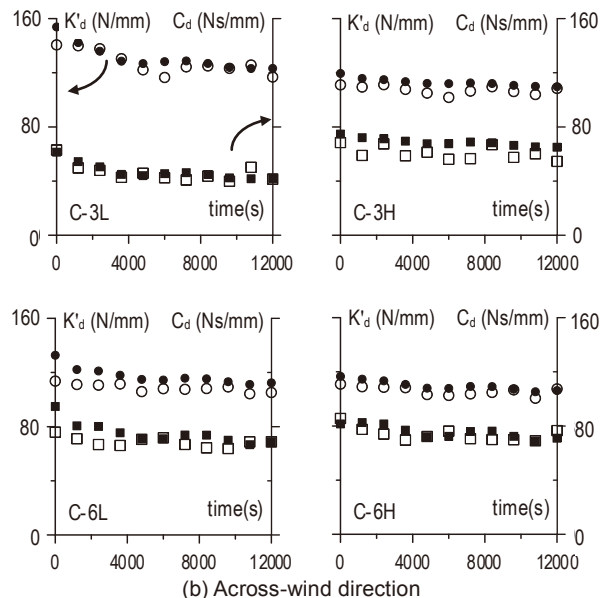 160 K'd (N/mm) Cd (Ns/mm)
80
0
C-3L time(s)
0 4000 8000 12000
K'd (N/mm) Cd (Ns/mm) 160
80
0
C-3H time(s)
0 4000 8000 12000
160 K'd (N/mm) Cd (Ns/mm)
80
0
C-6L time(s)
0 4000 8000 12000
K'd (N/mm) Cd (Ns/mm) 160
80
0
C-6H time(s)
0 4000 8000 12000
(b) Across-wind direction